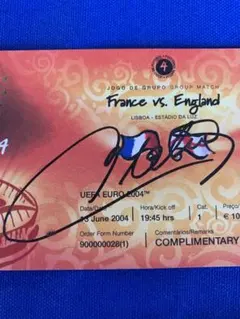 4
JOGO DE GRUPO GROUP MATCH
France vs. England
LISBOA - ESTÁDIO DA LUZ
4
UEFA EURO 2004™
Data/Date Hora/Kick off Cat. Preço/
13 June 2004 19:45 hrs 1 € 10
Order Form Number Comentários/Remarks
900000028(1) COMPLIMENTARY